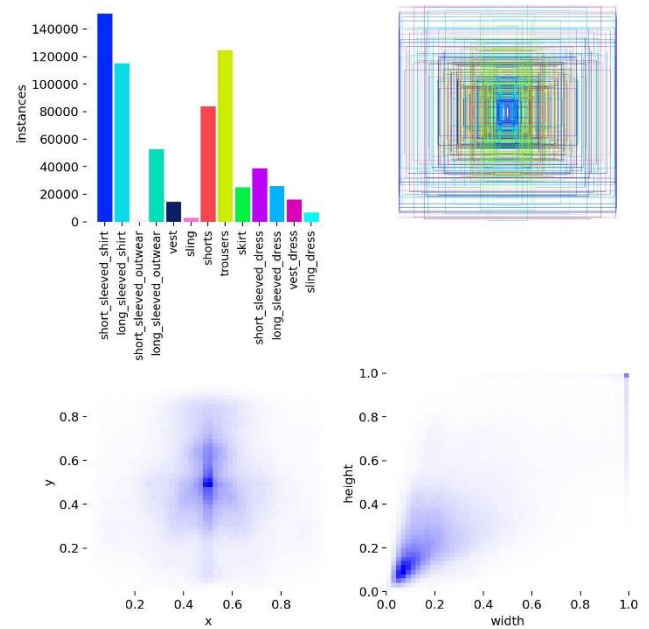 140000
120000
100000
80000
60000
40000
20000
0
instances
short_sleeved_shirt
long_sleeved_shirt
short_sleeved_outwear
long_sleeved_outwear
vest
sling
shorts
trousers
skirt
short_sleeved_dress
long_sleeved_dress
vest_dress
sling_dress
0.8
0.6
0.4
0.2
y
0.2 0.4 0.6 0.8
x
1.0
0.8
0.6
0.4
0.2
0.0
height
0.0 0.2 0.4 0.6 0.8 1.0
width